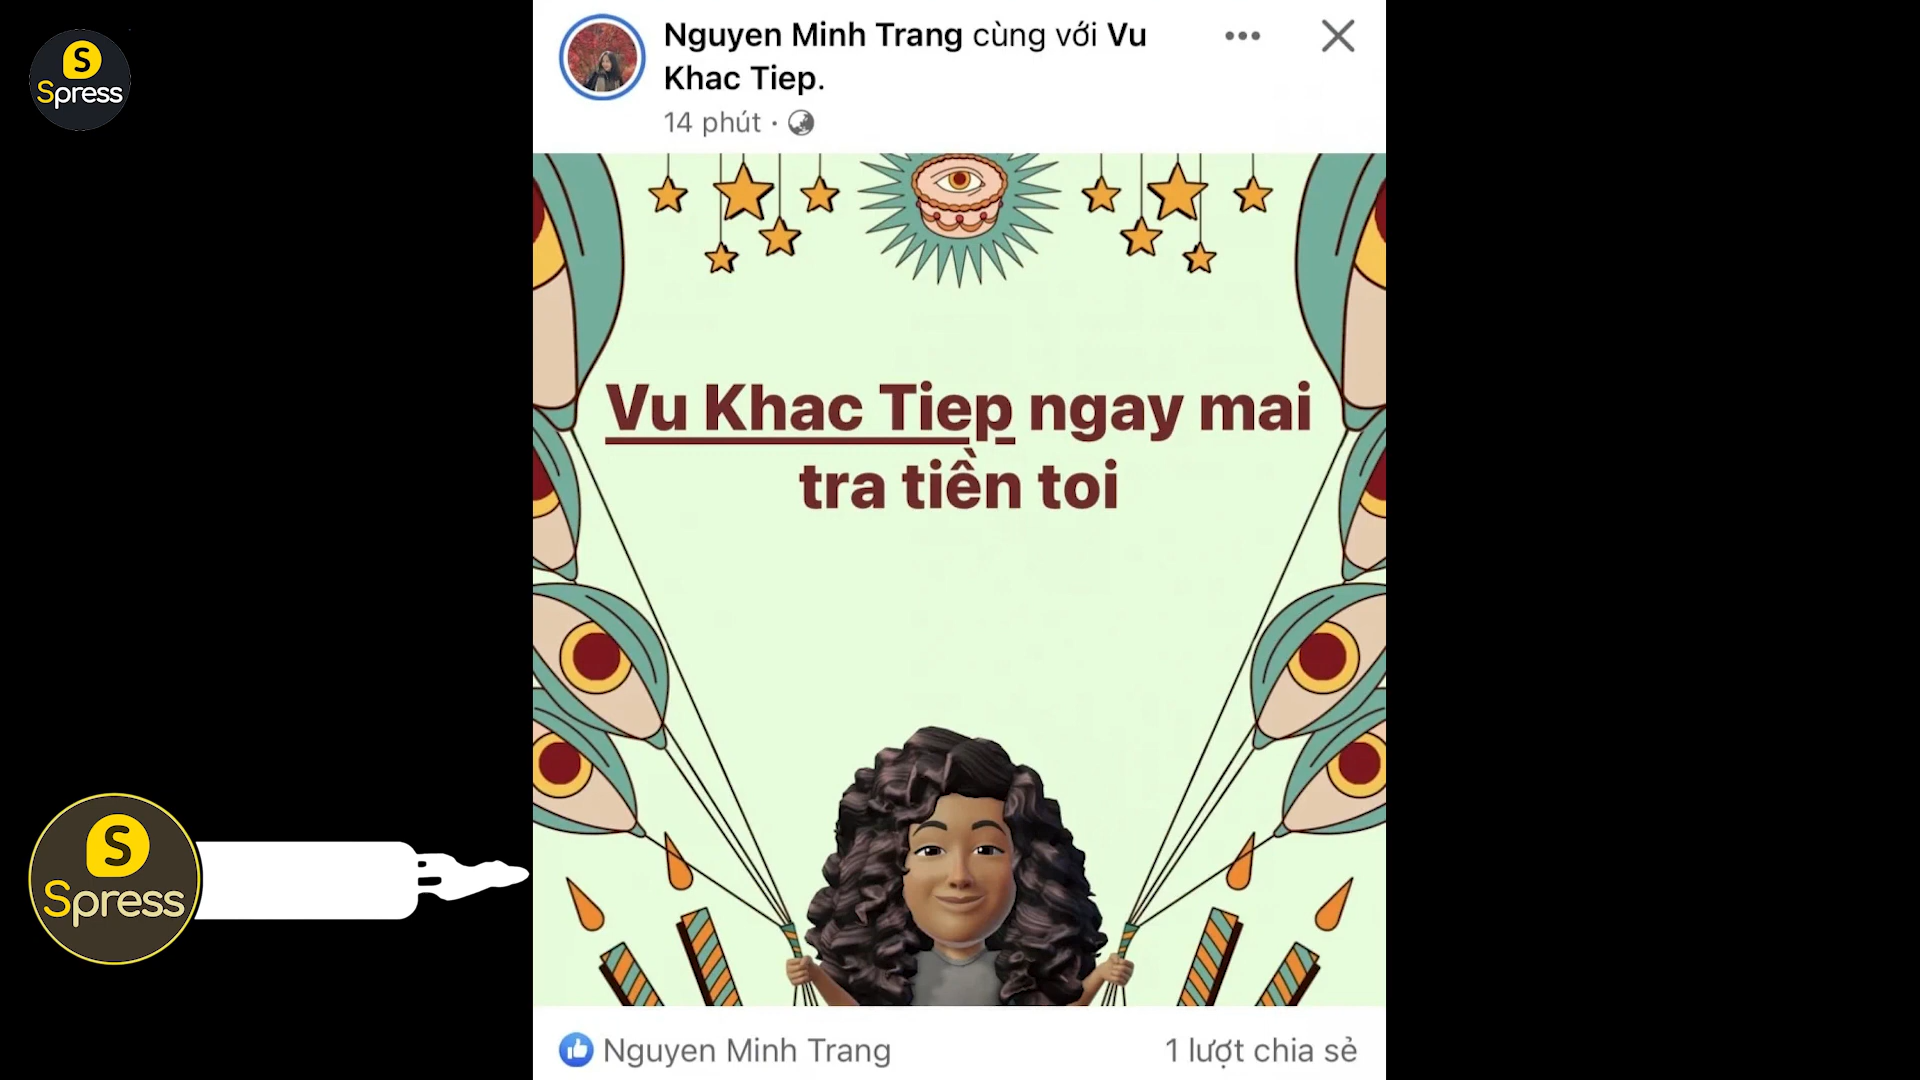 S
Spress
Nguyen Minh Trang cùng với Vu
Khac Tiep.
14 phút ·
Vu Khac Tiep ngay mai
tra tiền toi
S
Spress
Nguyen Minh Trang
1 lượt chia sẻ